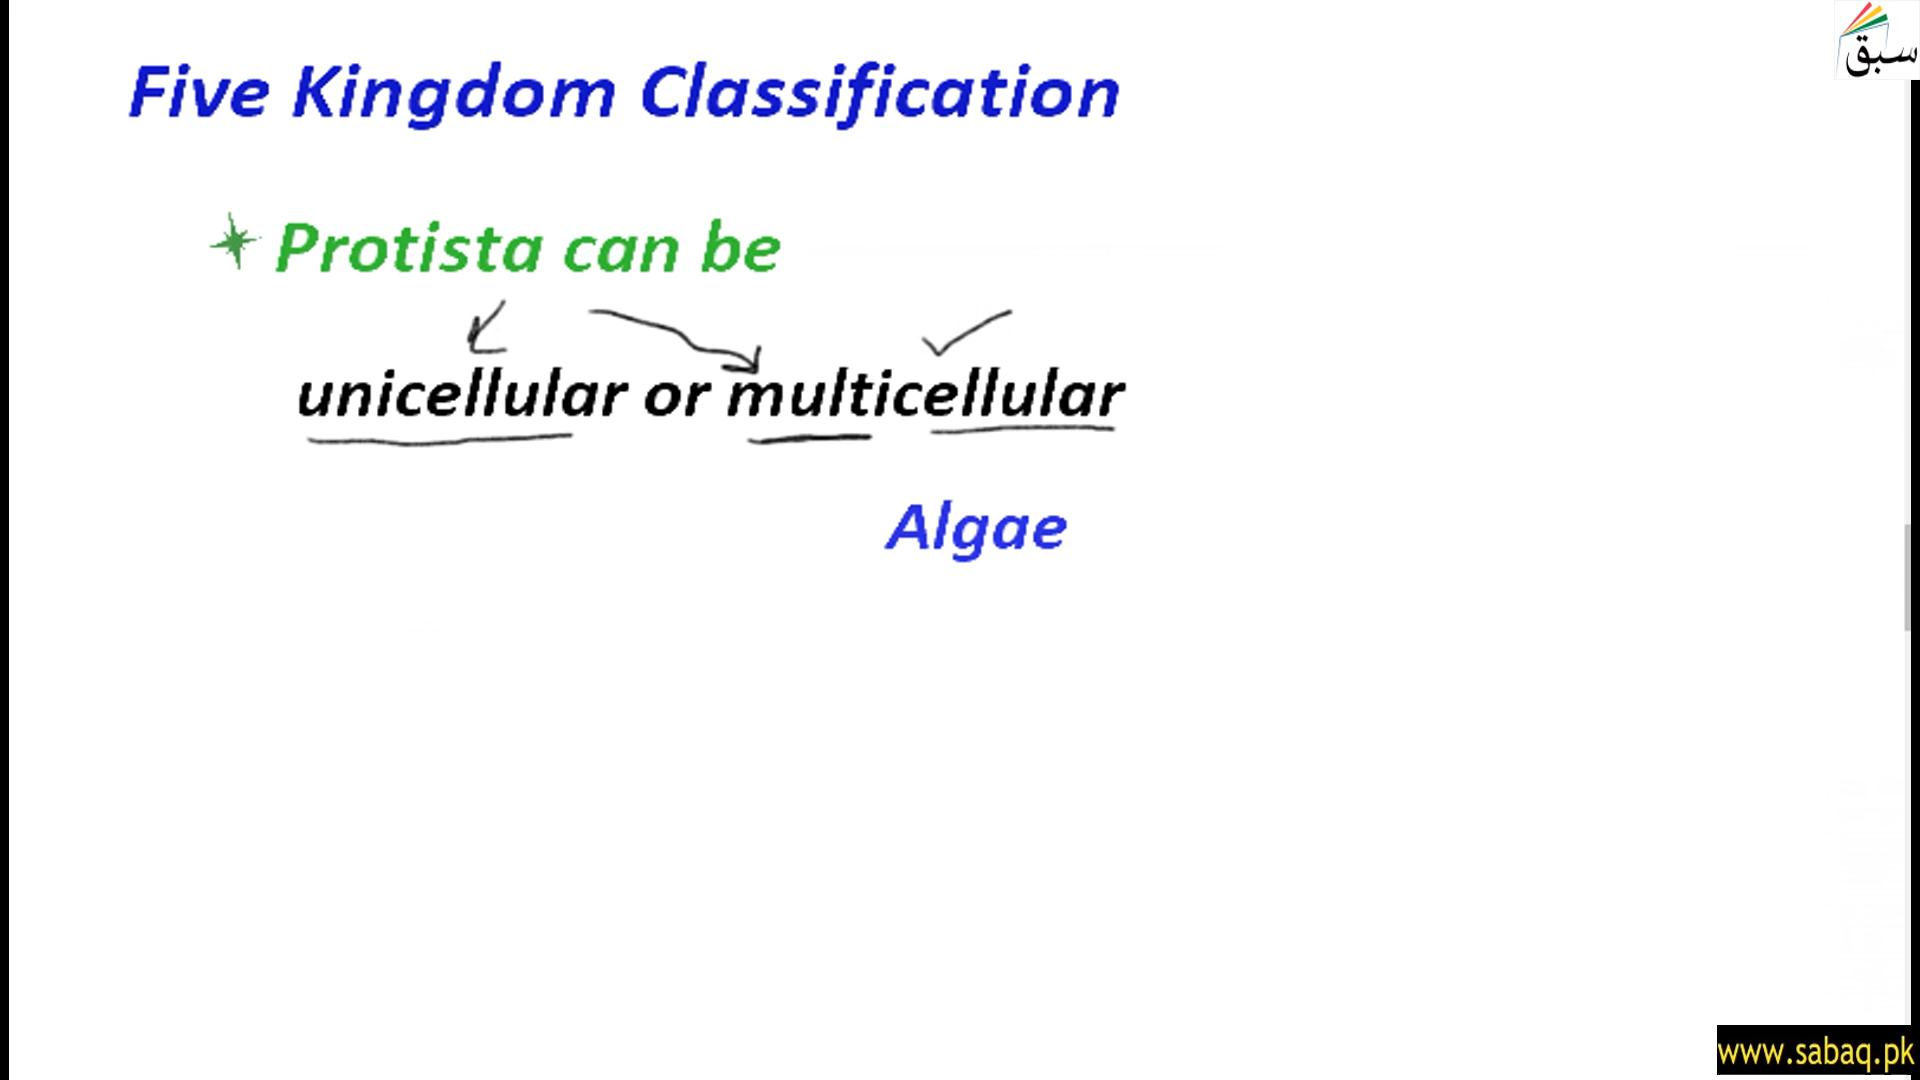 سبق
Five Kingdom Classification
Protista can be
unicellular or multicellular
Algae
www.sabaq.pk